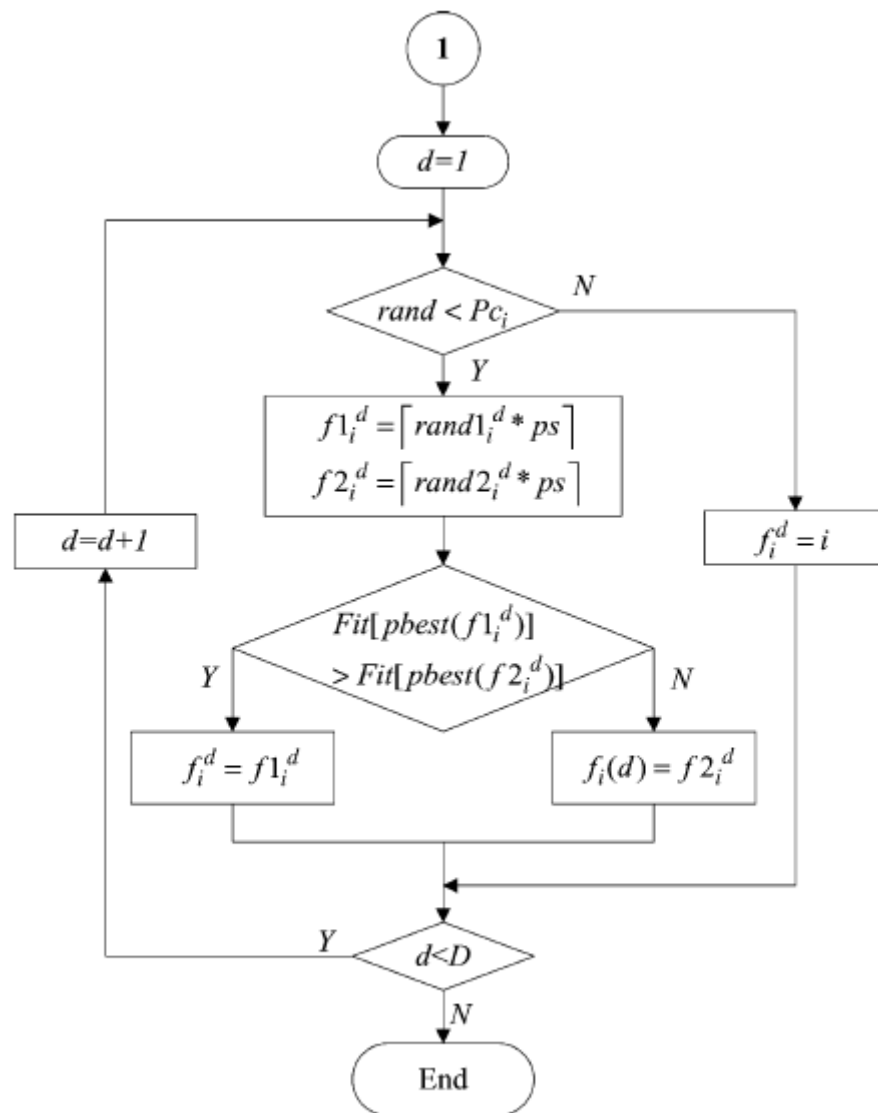 1
d=1
rand < Pc_i
N
Y
f1_i^d = ⌈rand1_i^d * ps⌉
f2_i^d = ⌈rand2_i^d * ps⌉
d=d+1
f_i^d = i
Fit[pbest(f1_i^d)]
> Fit[pbest(f2_i^d)]
Y
N
f_i^d = f1_i^d
f_i(d) = f2_i^d
Y
d<D
N
End